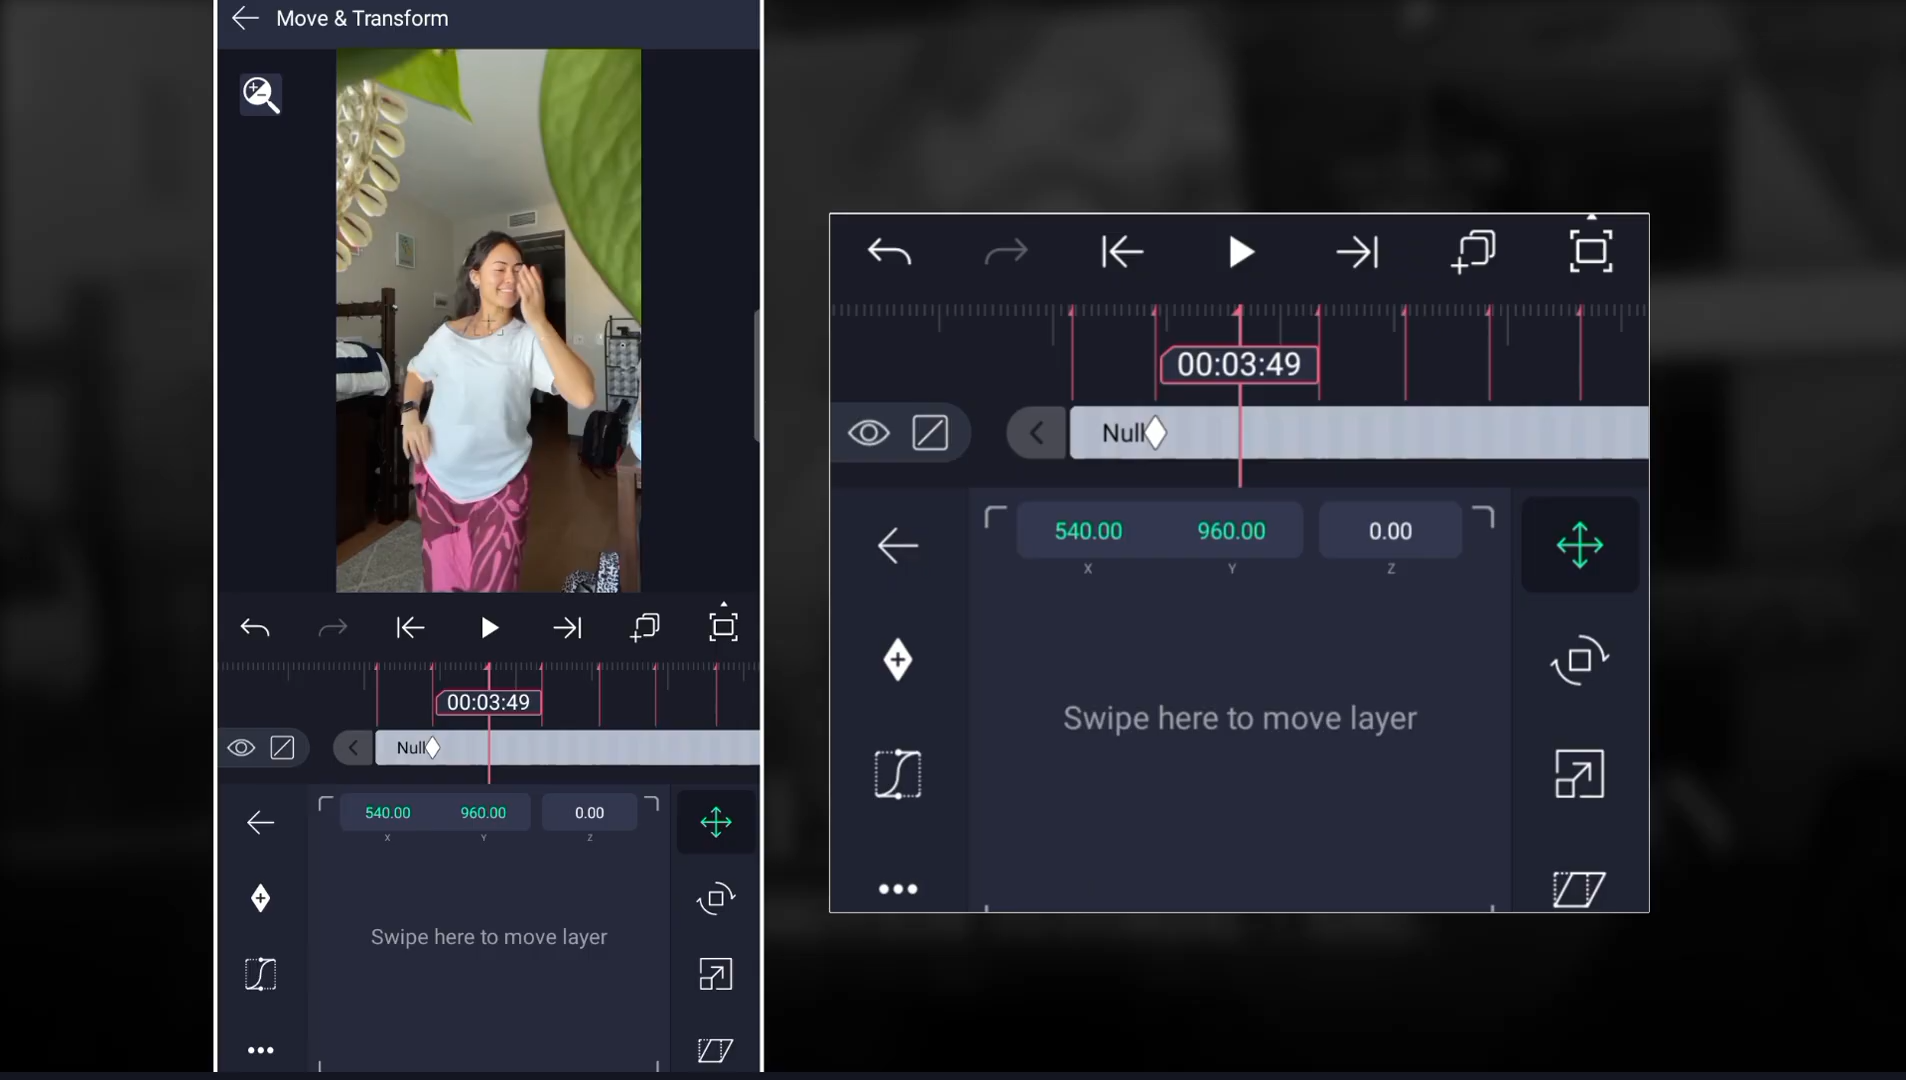 Move & Transform
00:03:49
Null
540.00 960.00 0.00
X Y Z
Swipe here to move layer
00:03:49
Null
540.00 960.00 0.00
X Y Z
Swipe here to move layer